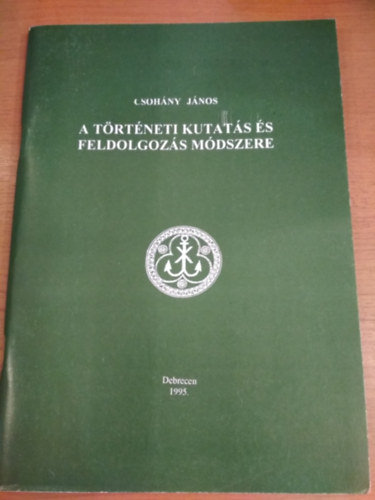 CSOHÁNY JÁNOS
A TÖRTÉNETI KUTATÁS ÉS
FELDOLGOZÁS MÓDSZERE
Debrecen
1995.